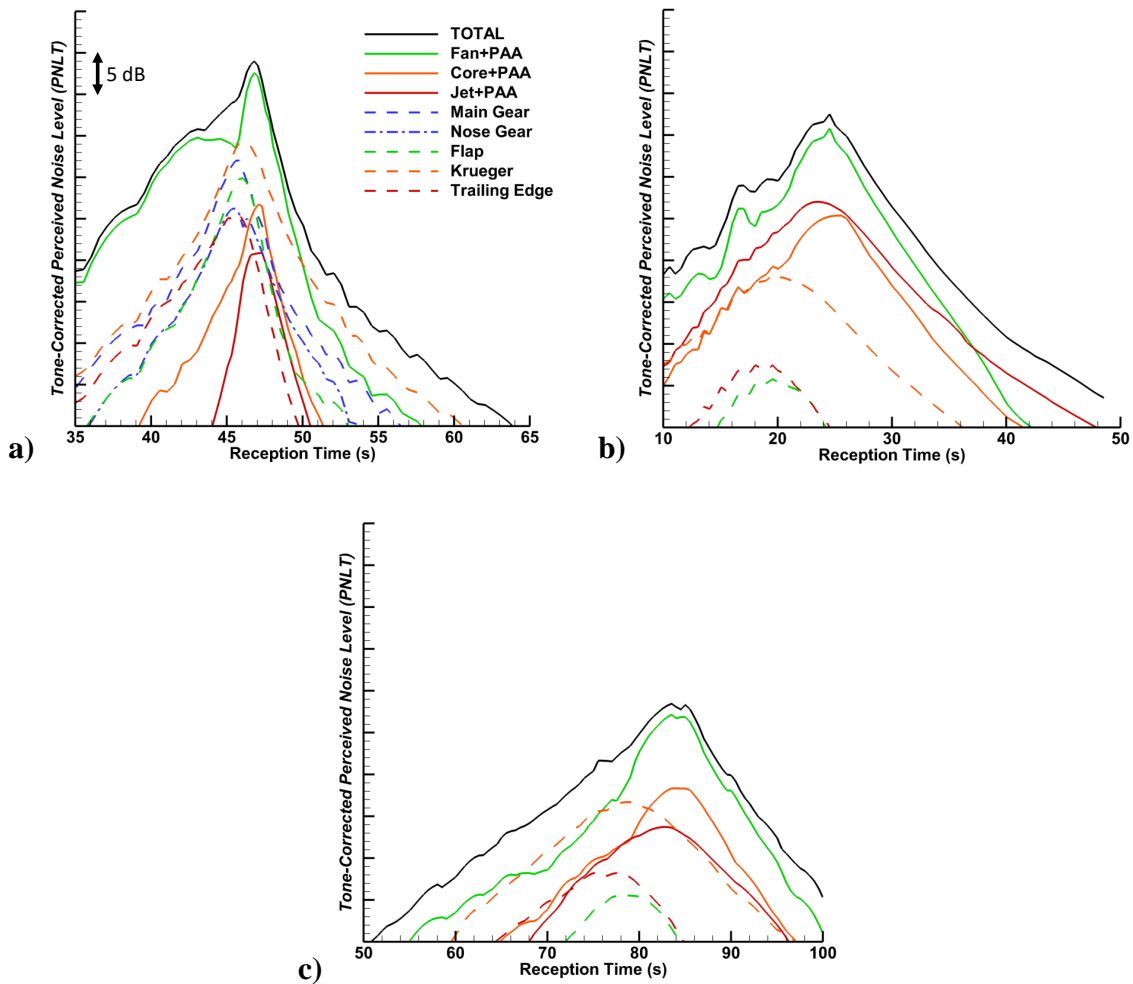 Tone-Corrected Perceived Noise Level (PNLT)
5 dB
TOTAL
Fan+PAA
Core+PAA
Jet+PAA
Main Gear
Nose Gear
Flap
Krueger
Trailing Edge
35 40 45 50 55 60 65
Reception Time (s)
a)
Tone-Corrected Perceived Noise Level (PNLT)
10 20 30 40 50
Reception Time (s)
b)
Tone-Corrected Perceived Noise Level (PNLT)
50 60 70 80 90 100
Reception Time (s)
c)